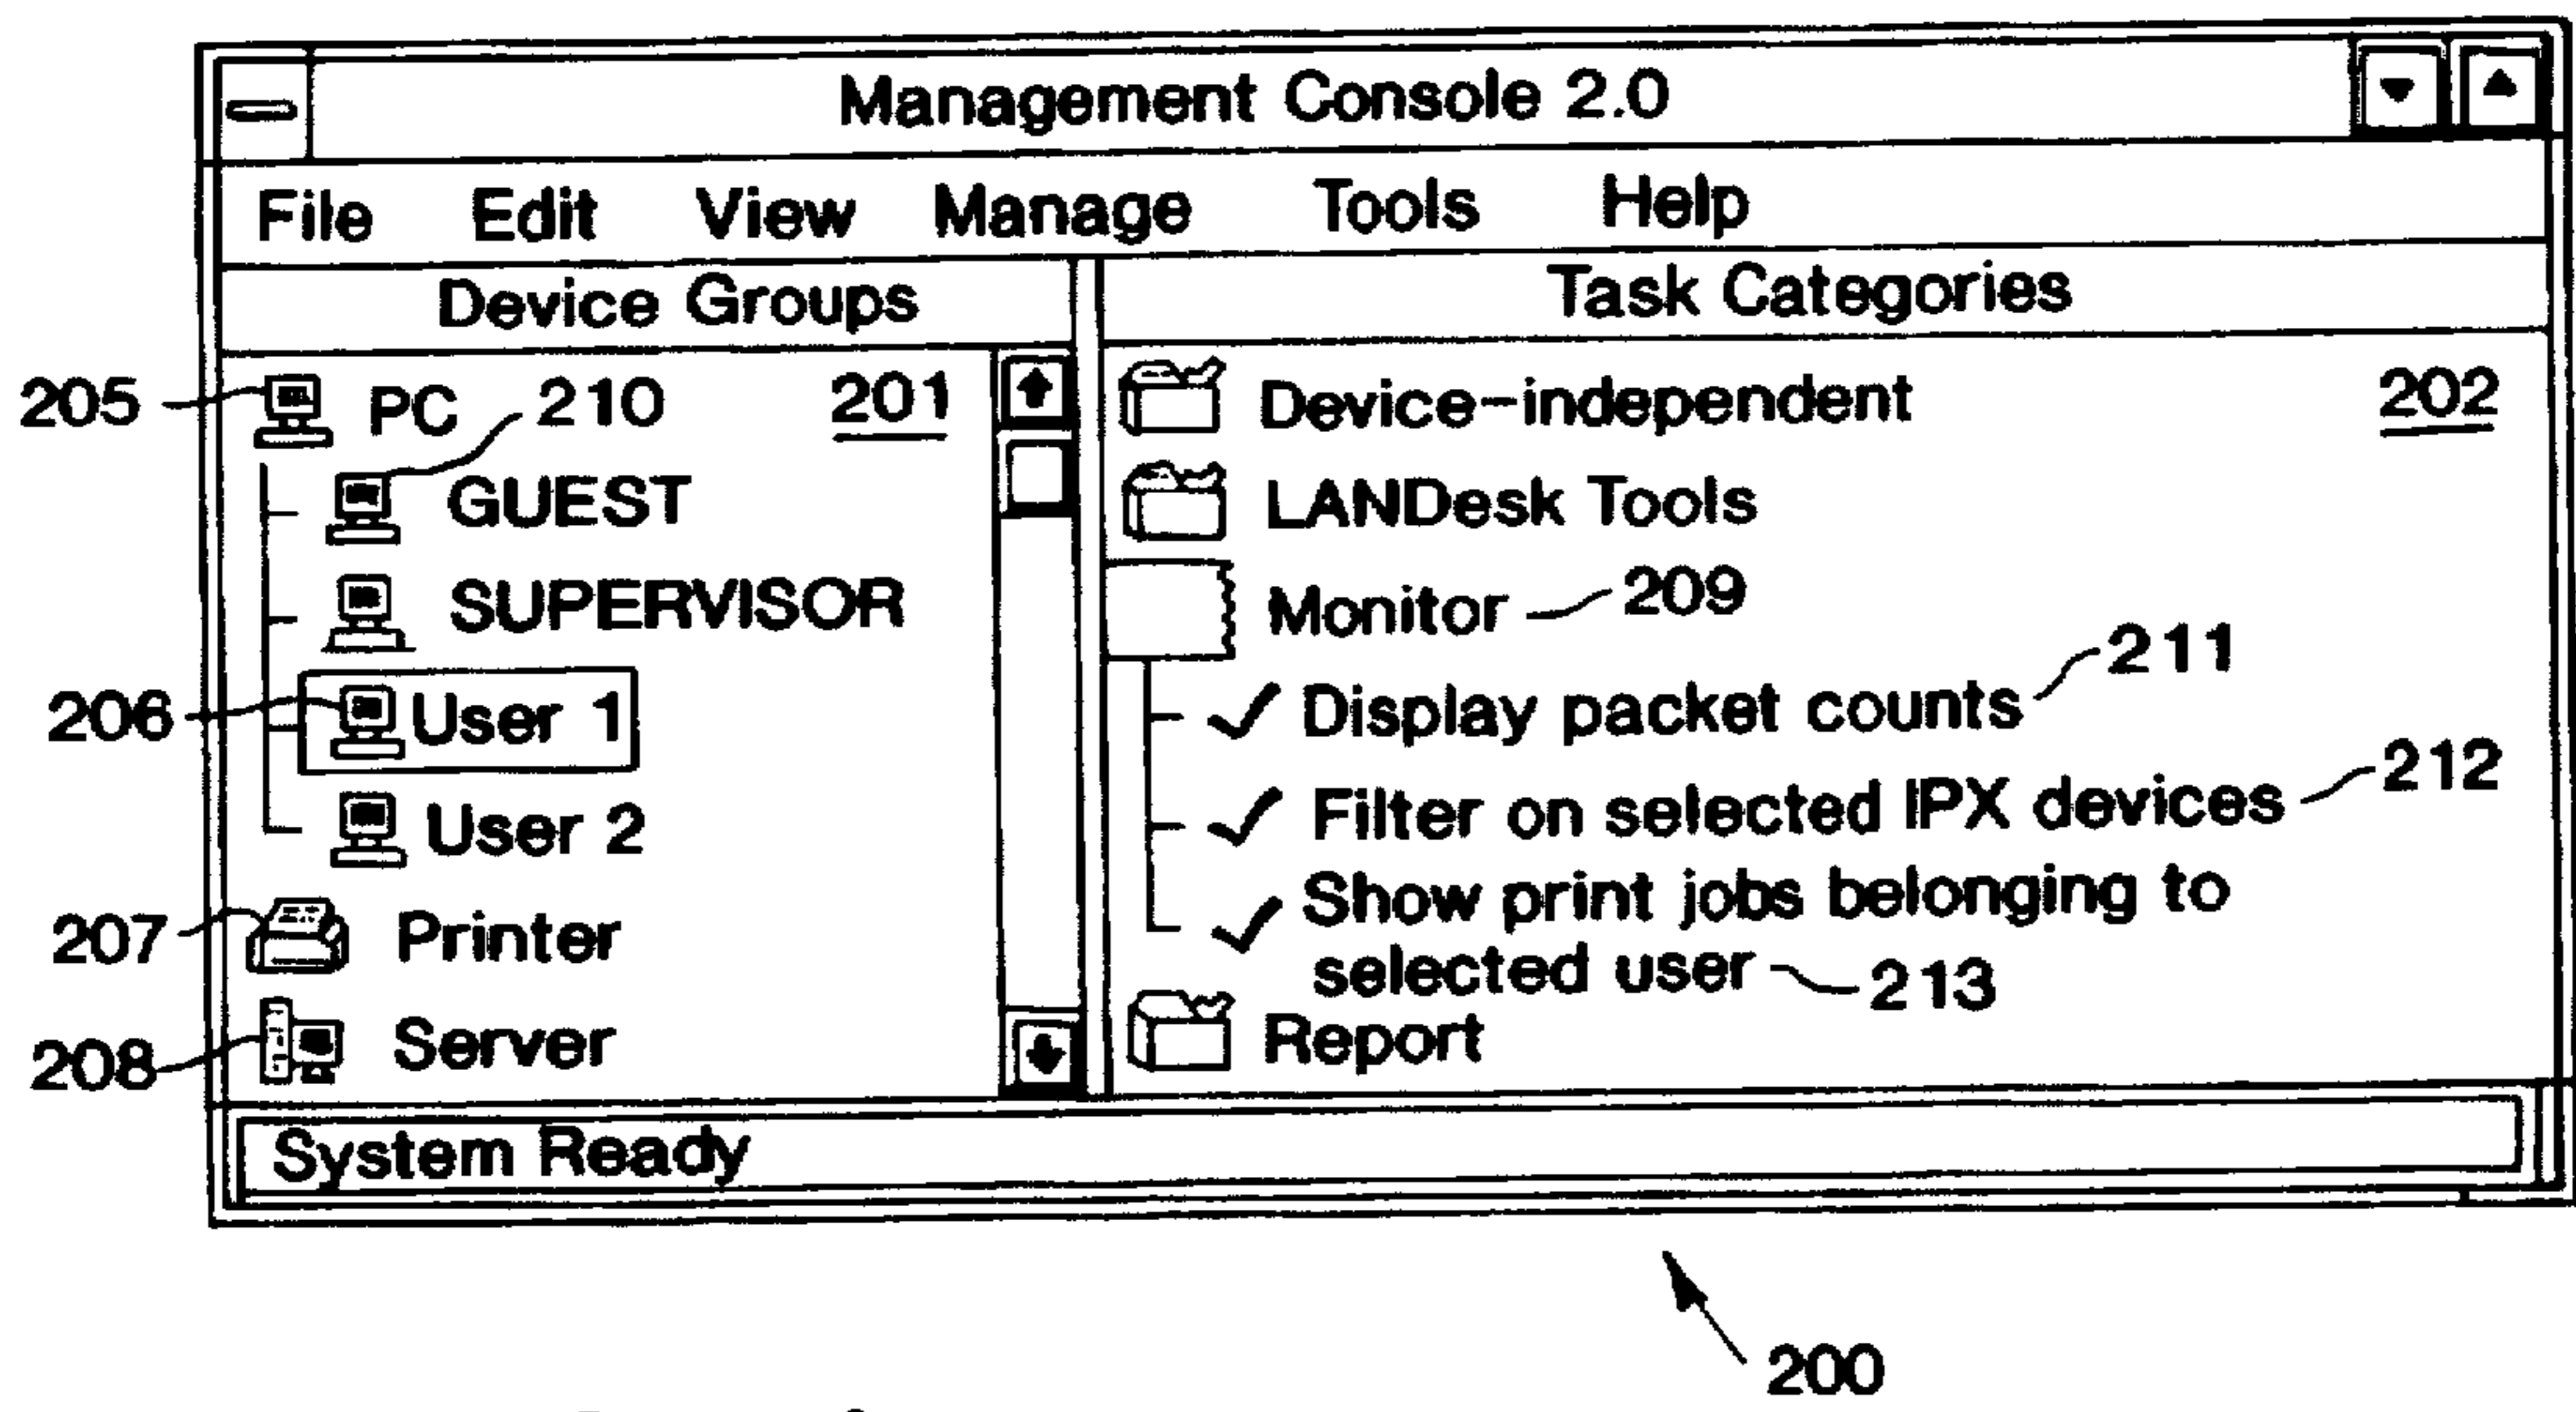 Management Console 2.0
File Edit View Manage Tools Help
Device Groups
Task Categories
205 PC 210 201
GUEST
SUPERVISOR
206 User 1
User 2
207 Printer
208 Server
Device-independent 202
LANDesk Tools
Monitor 209
Display packet counts 211
Filter on selected IPX devices 212
Show print jobs belonging to
selected user 213
Report
System Ready
200